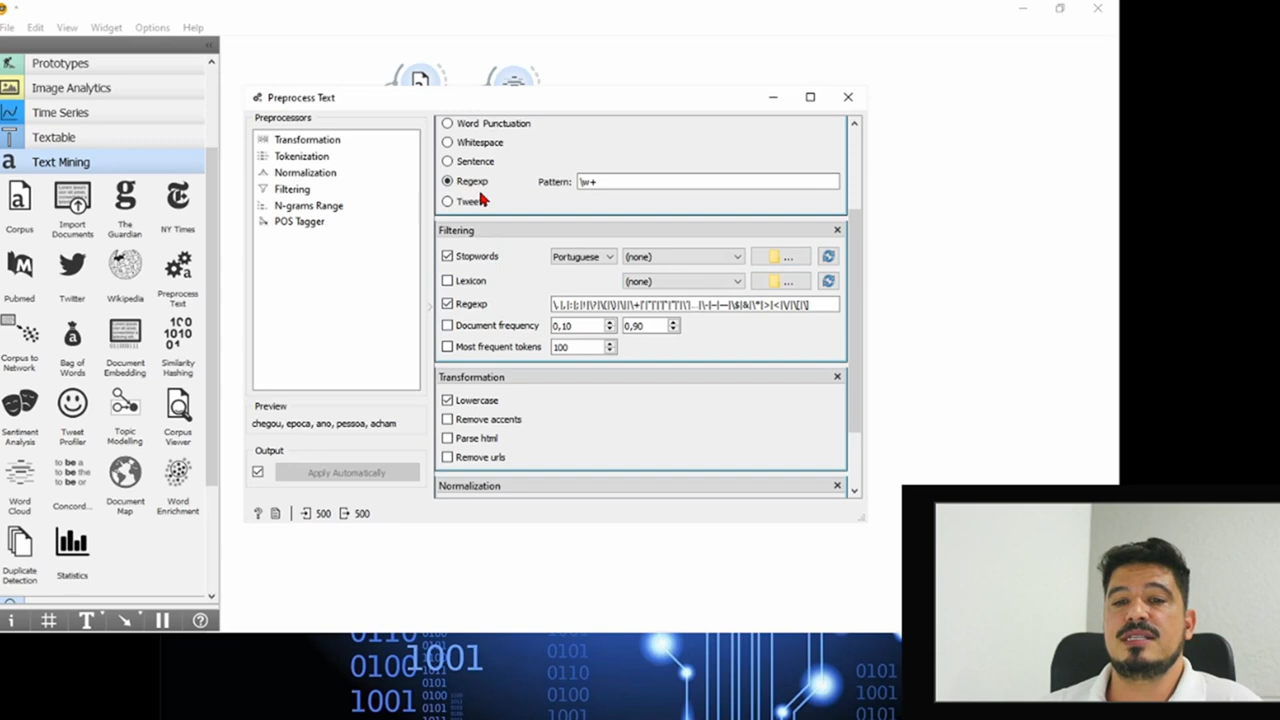 File Edit View Widget Options Help
Prototypes
Image Analytics
Time Series
Textable
Text Mining
Corpus
Import Documents
The Guardian
NY Times
Pubmed
Twitter
Wikipedia
Preprocess Text
Corpus to Network
Bag of Words
Document Embedding
Similarity Hashing
Sentiment Analysis
Tweet Profiler
Topic Modelling
Corpus Viewer
Word Cloud
Concord...
Document Map
Word Enrichment
Duplicate Detection
Statistics
Preprocess Text
Preprocessors
Transformation
Tokenization
Normalization
Filtering
N-grams Range
POS Tagger
Preview
chegou, epoca, ano, pessoa, acham
Output
Apply Automatically
500 500
Word Punctuation
Whitespace
Sentence
Regexp Pattern: \w+
Filtering
Stopwords Portuguese (none) ...
Lexicon (none) ...
Regexp
Document frequency 0,10 0,90
Most frequent tokens 100
Transformation
Lowercase
Remove accents
Parse html
Remove urls
Normalization